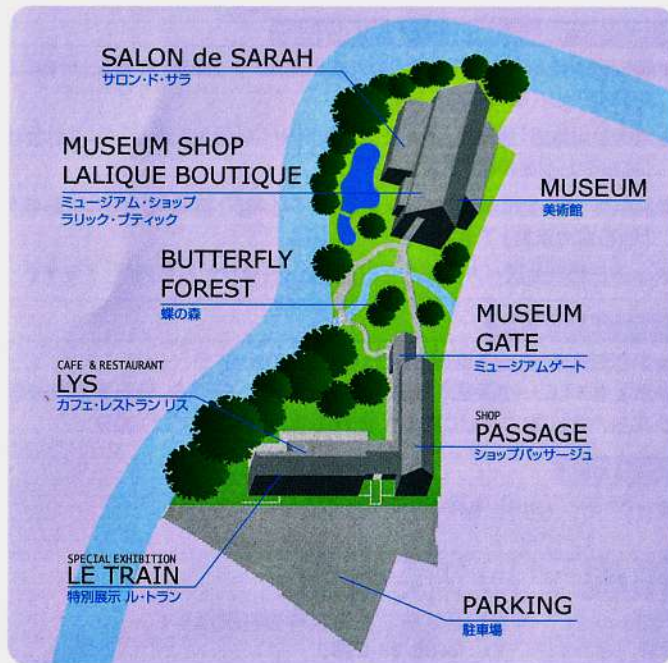 SALON de SARAH
サロン・ド・サラ
MUSEUM SHOP
LALIQUE BOUTIQUE
ミュージアム・ショップ
ラリック・ブティック
MUSEUM
美術館
BUTTERFLY
FOREST
蝶の森
MUSEUM
GATE
ミュージアムゲート
CAFE & RESTAURANT
LYS
カフェ・レストラン リス
SHOP
PASSAGE
ショップパッサージュ
SPECIAL EXHIBITION
LE TRAIN
特別展示 ル・トラン
PARKING
駐車場